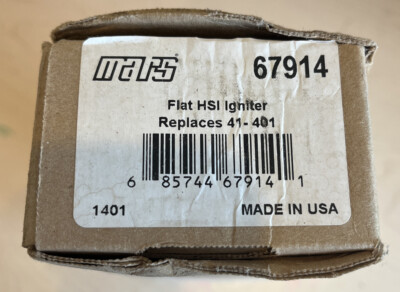 mars 67914
Flat HSI Igniter
Replaces 41- 401
6 85744 67914 1
1401 MADE IN USA